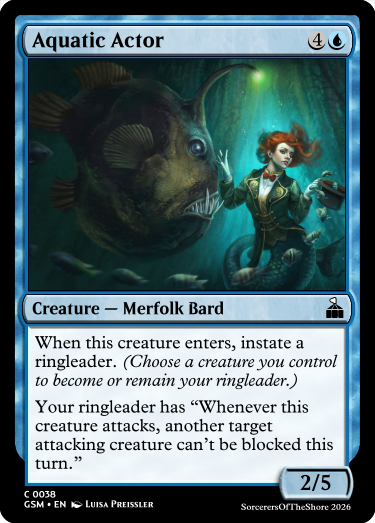 Aquatic Actor 4
Creature — Merfolk Bard
When this creature enters, instate a
ringleader. (Choose a creature you control
to become or remain your ringleader.)
Your ringleader has “Whenever this
creature attacks, another target
attacking creature can't be blocked this
turn.”
2/5
C 0038
GSM • EN Luisa Preissler
SorcerersOfTheShore 2026